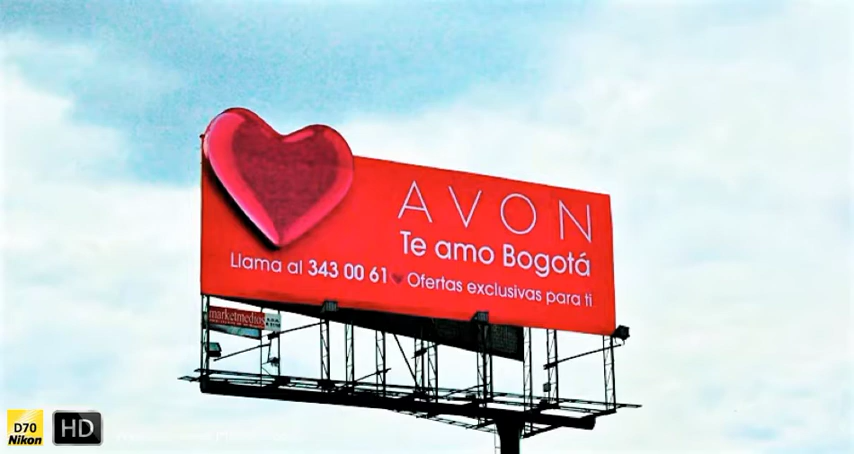 AVON
Te amo Bogotá
Llama al 343 00 61 Ofertas exclusivas para ti
marketmedios
D70
Nikon
HD